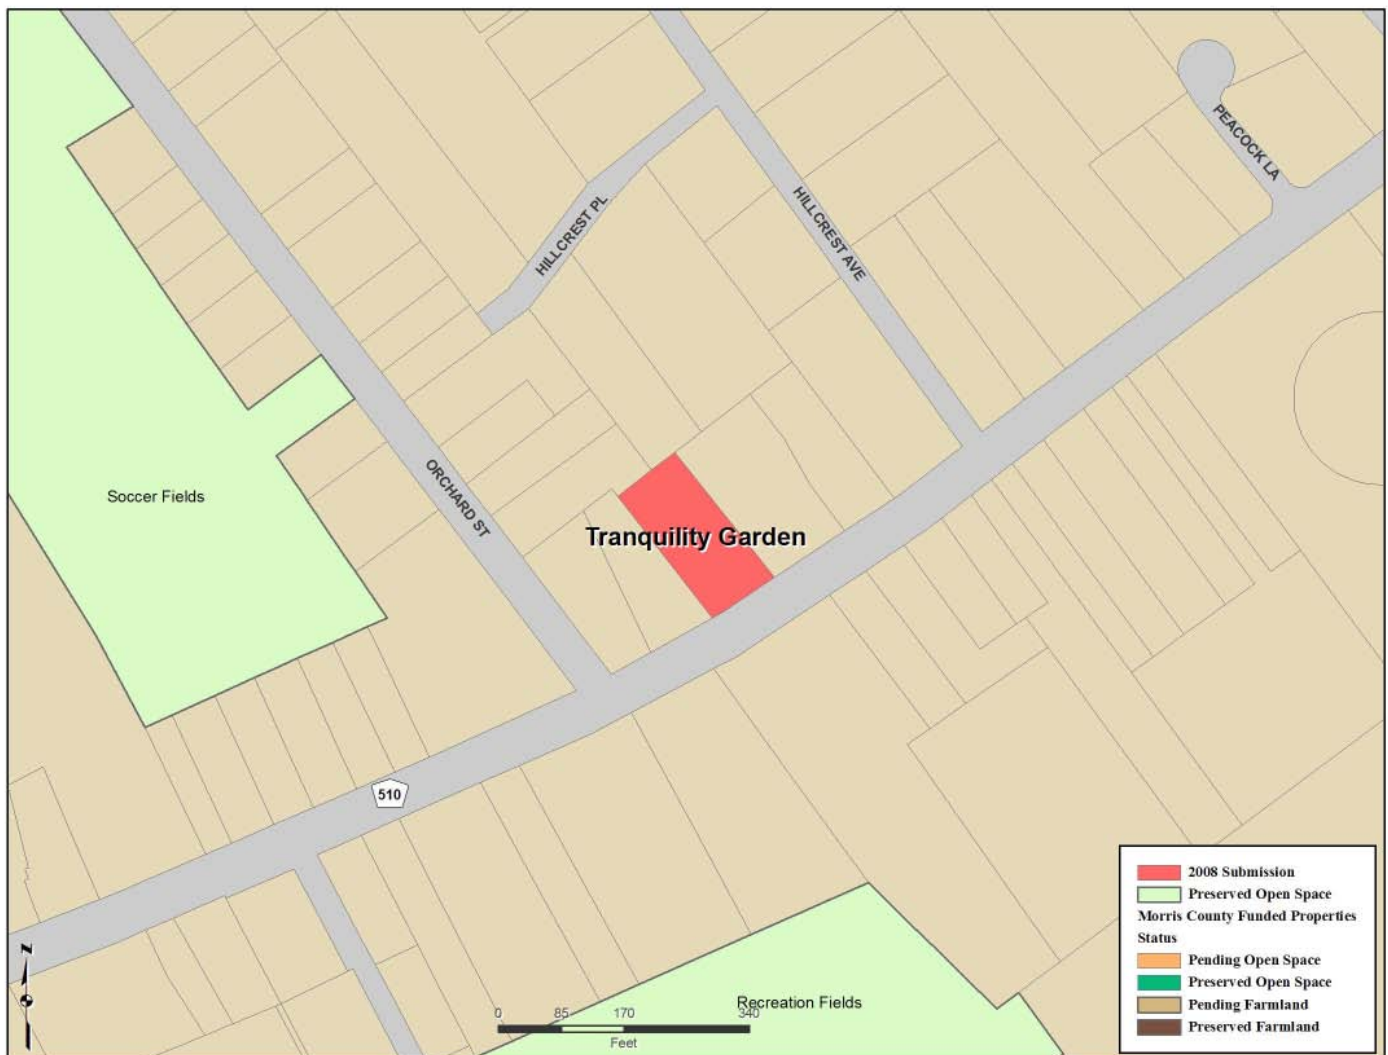 PEACOCK LA
HILLCREST PL
HILLCREST AVE
ORCHARD ST
Soccer Fields
Tranquility Garden
510
2008 Submission
Preserved Open Space
Morris County Funded Properties
Status
Pending Open Space
Preserved Open Space
Pending Farmland
Preserved Farmland
N
Recreation Fields
0 85 170 340
Feet